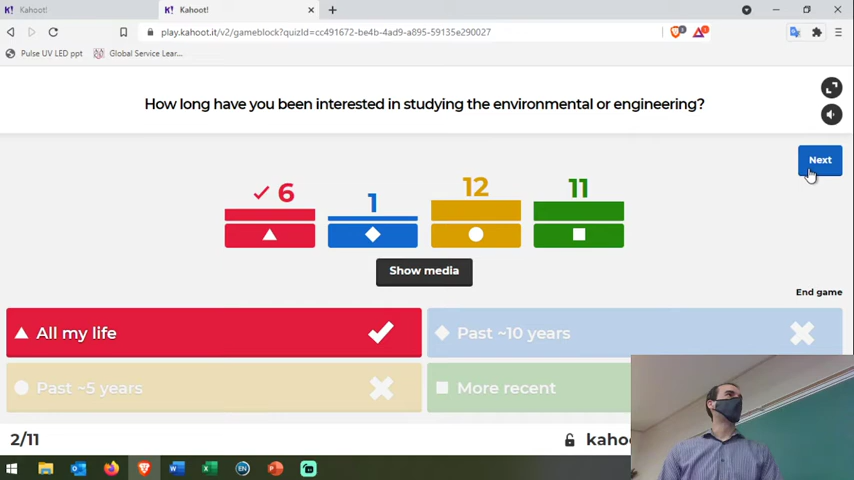 Kahoot!
Kahoot!
play.kahoot.it/v2/gameblock?quizId=cc491672-be4b-4ad9-a895-59135e290027
Pulse UV LED ppt
Global Service Lear...
How long have you been interested in studying the environmental or engineering?
Next
6
1
12
11
Show media
End game
All my life
Past ~10 years
Past ~5 years
More recent
2/11
kahoo